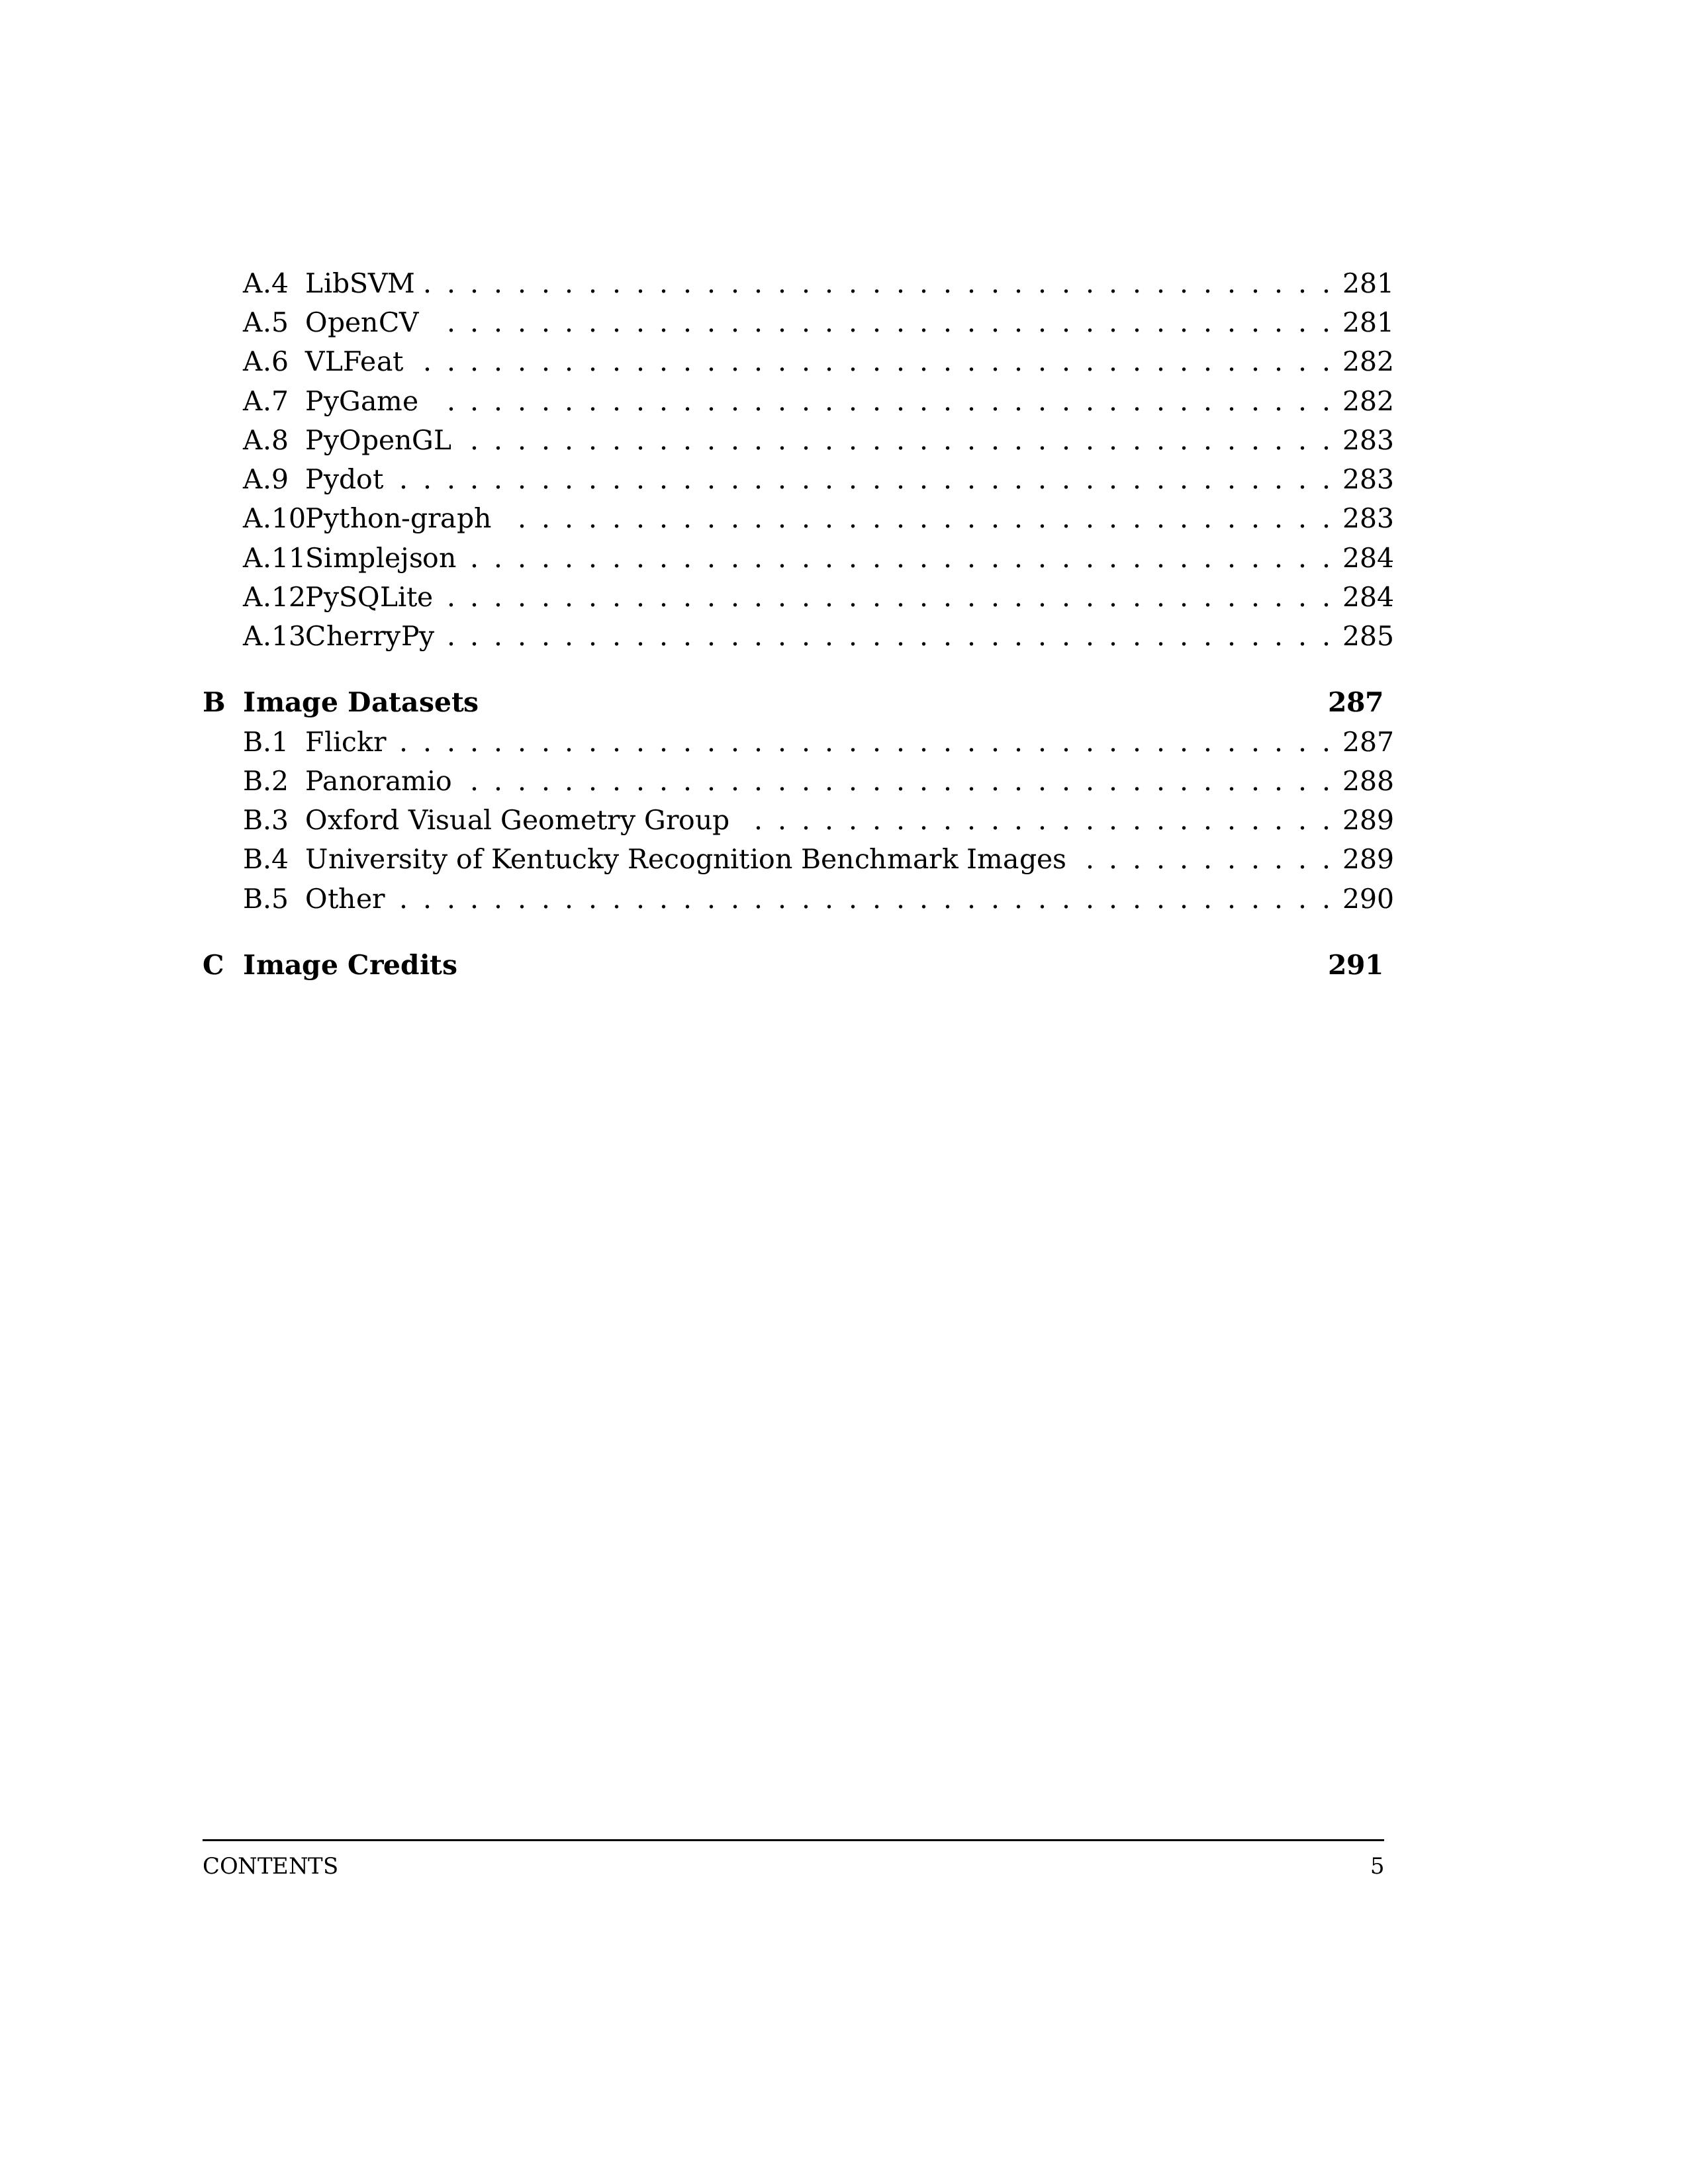 A.4 LibSVM . . . . . . . . . . . . . . . . . . . . . . . . . . . . . . . . . . . . . . . 281
A.5 OpenCV . . . . . . . . . . . . . . . . . . . . . . . . . . . . . . . . . . . . . . 281
A.6 VLFeat . . . . . . . . . . . . . . . . . . . . . . . . . . . . . . . . . . . . . . . 282
A.7 PyGame . . . . . . . . . . . . . . . . . . . . . . . . . . . . . . . . . . . . . . 282
A.8 PyOpenGL . . . . . . . . . . . . . . . . . . . . . . . . . . . . . . . . . . . . . 283
A.9 Pydot . . . . . . . . . . . . . . . . . . . . . . . . . . . . . . . . . . . . . . . . 283
A.10Python-graph . . . . . . . . . . . . . . . . . . . . . . . . . . . . . . . . . . . 283
A.11Simplejson . . . . . . . . . . . . . . . . . . . . . . . . . . . . . . . . . . . . . 284
A.12PySQLite . . . . . . . . . . . . . . . . . . . . . . . . . . . . . . . . . . . . . . 284
A.13CherryPy . . . . . . . . . . . . . . . . . . . . . . . . . . . . . . . . . . . . . . 285
B Image Datasets 287
B.1 Flickr . . . . . . . . . . . . . . . . . . . . . . . . . . . . . . . . . . . . . . . . 287
B.2 Panoramio . . . . . . . . . . . . . . . . . . . . . . . . . . . . . . . . . . . . . 288
B.3 Oxford Visual Geometry Group . . . . . . . . . . . . . . . . . . . . . . . . . 289
B.4 University of Kentucky Recognition Benchmark Images . . . . . . . . . . . 289
B.5 Other . . . . . . . . . . . . . . . . . . . . . . . . . . . . . . . . . . . . . . . . 290
C Image Credits 291
CONTENTS 5